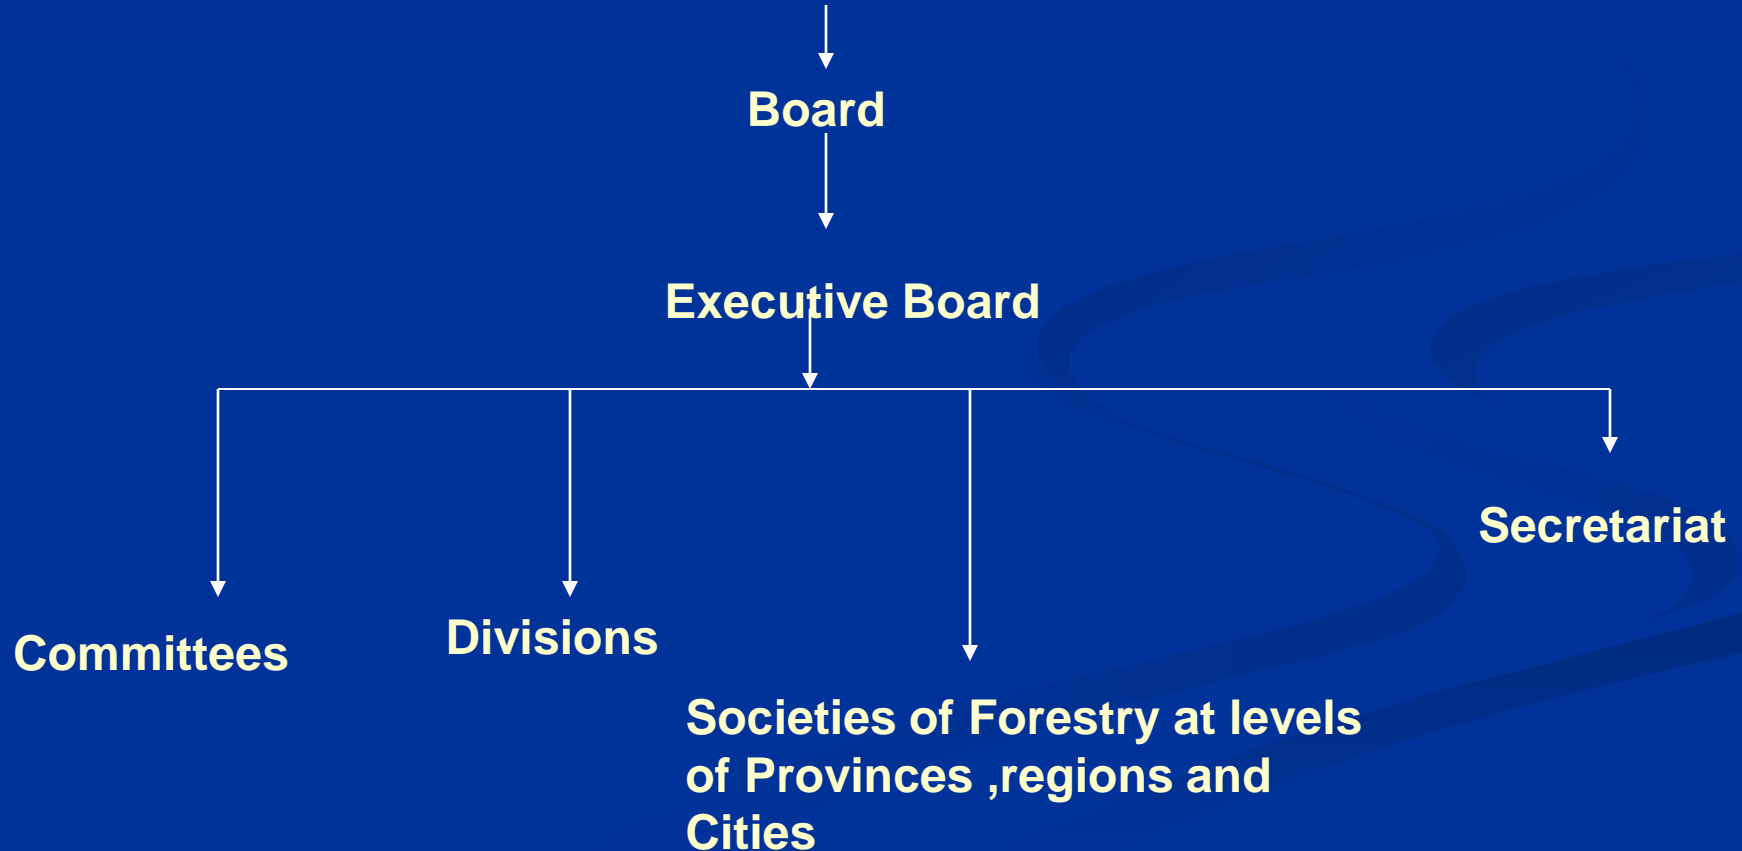 Board
Executive Board
Secretariat
Committees
Divisions
Societies of Forestry at levels
of Provinces ,regions and
Cities